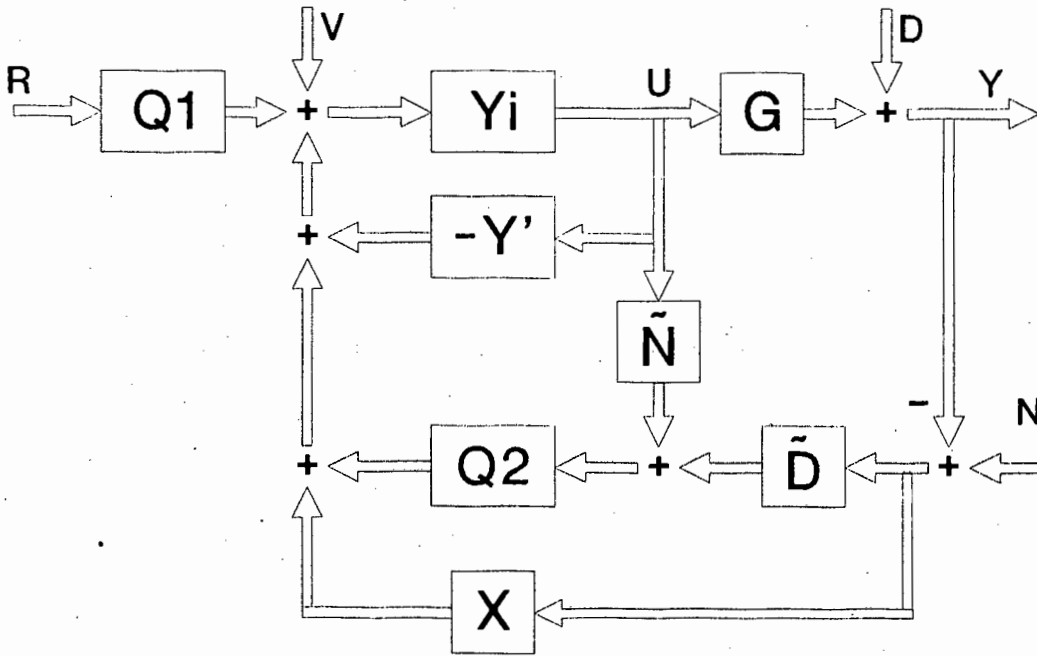 V
D
R
Q1
+
Yi
U
G
+
Y
+
-Y'
Ñ
-
N
+
Q2
+
D̃
+
X